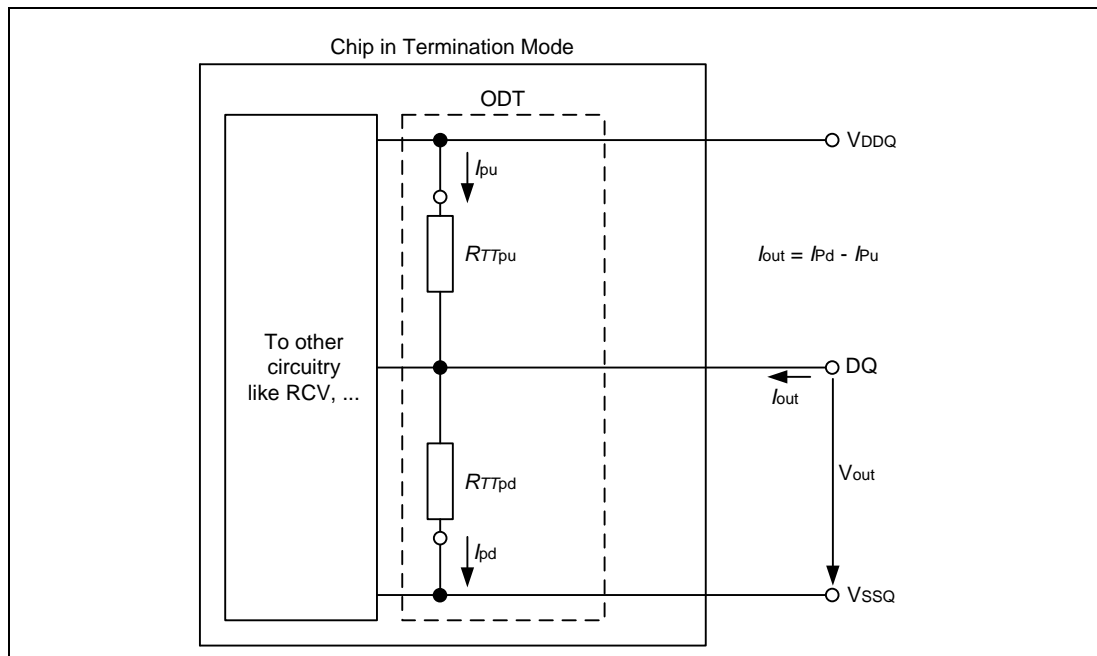 Chip in Termination Mode
ODT
VDDQ
Ipu
RTTpu
Iout = IPd - IPu
To other
circuitry
like RCV, ...
DQ
Iout
RTTpd
Vout
Ipd
VSSQ